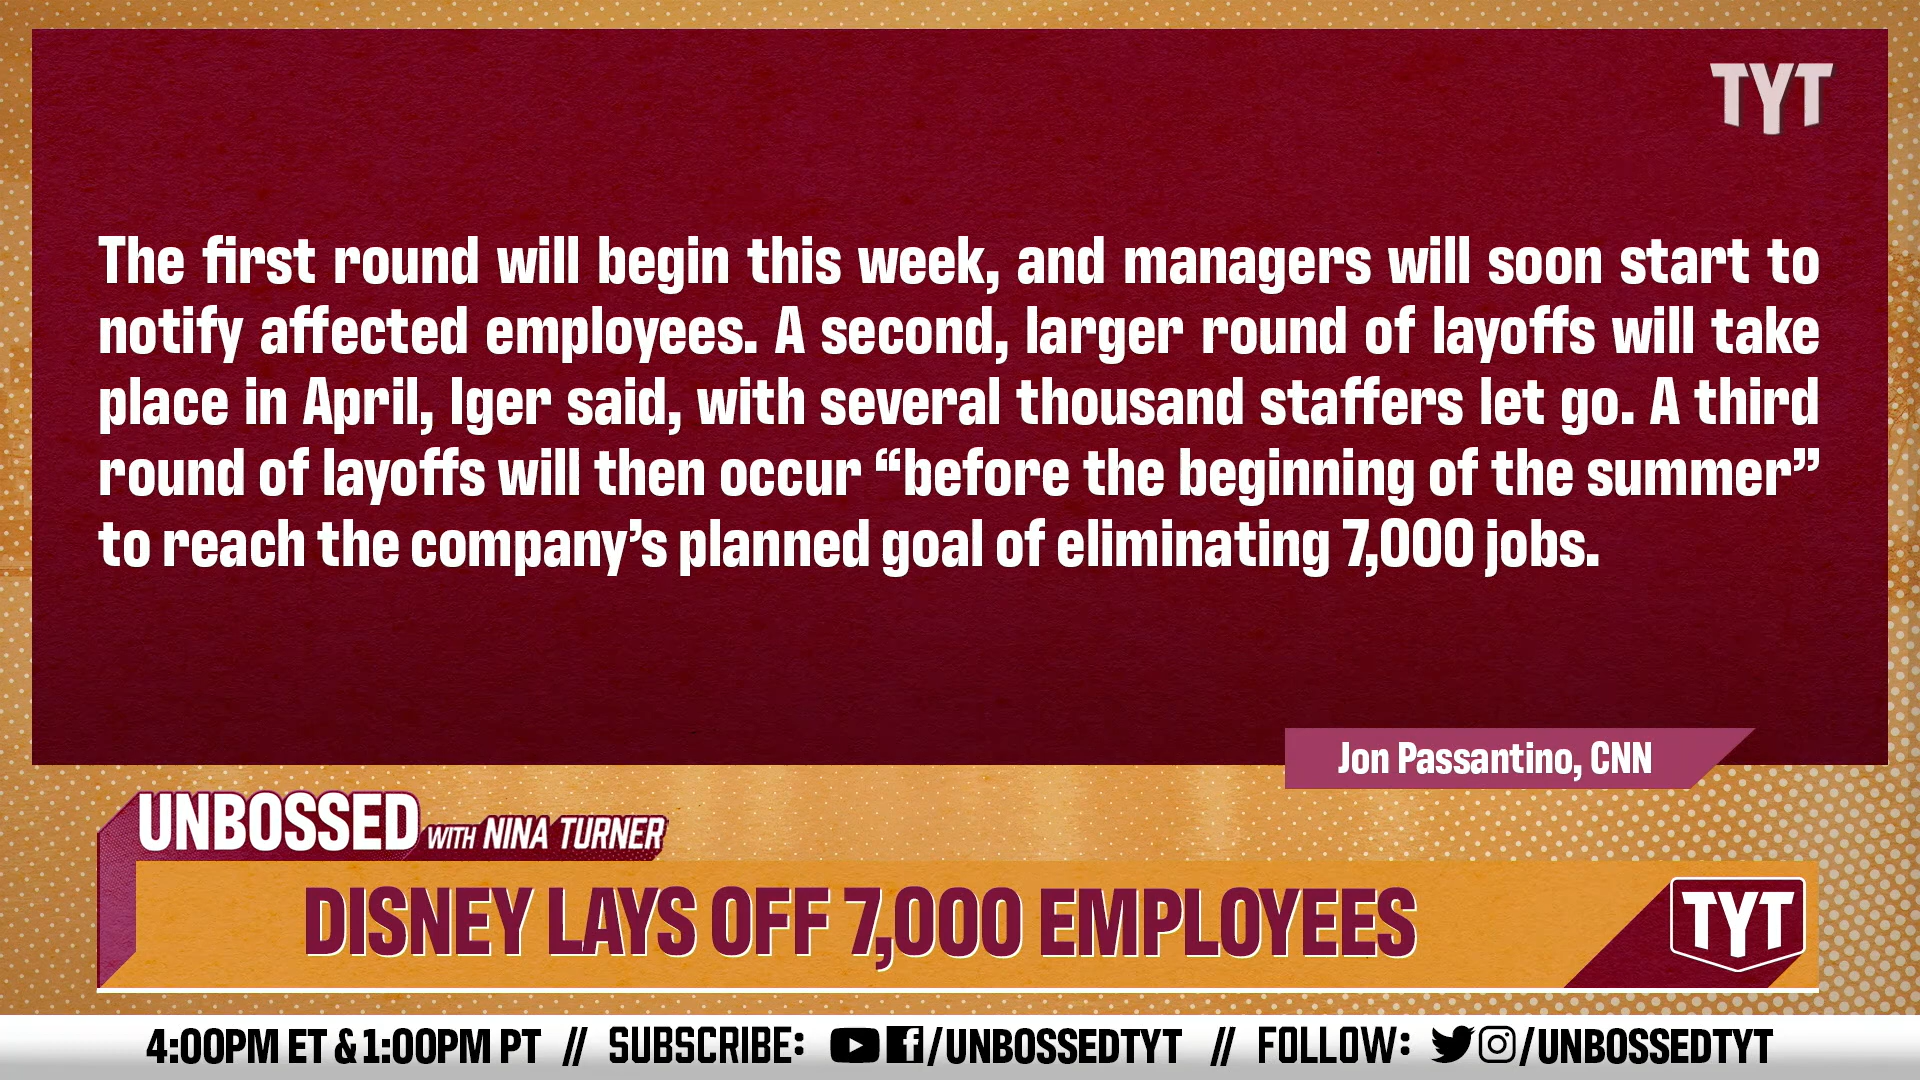 TYT
The first round will begin this week, and managers will soon start to
notify affected employees. A second, larger round of layoffs will take
place in April, Iger said, with several thousand staffers let go. A third
round of layoffs will then occur “before the beginning of the summer”
to reach the company’s planned goal of eliminating 7,000 jobs.
Jon Passantino, CNN
UNBOSSED WITH NINA TURNER
DISNEY LAYS OFF 7,000 EMPLOYEES
TYT
4:00PM ET & 1:00PM PT // SUBSCRIBE: /UNBOSSEDTYT // FOLLOW: /UNBOSSEDTYT